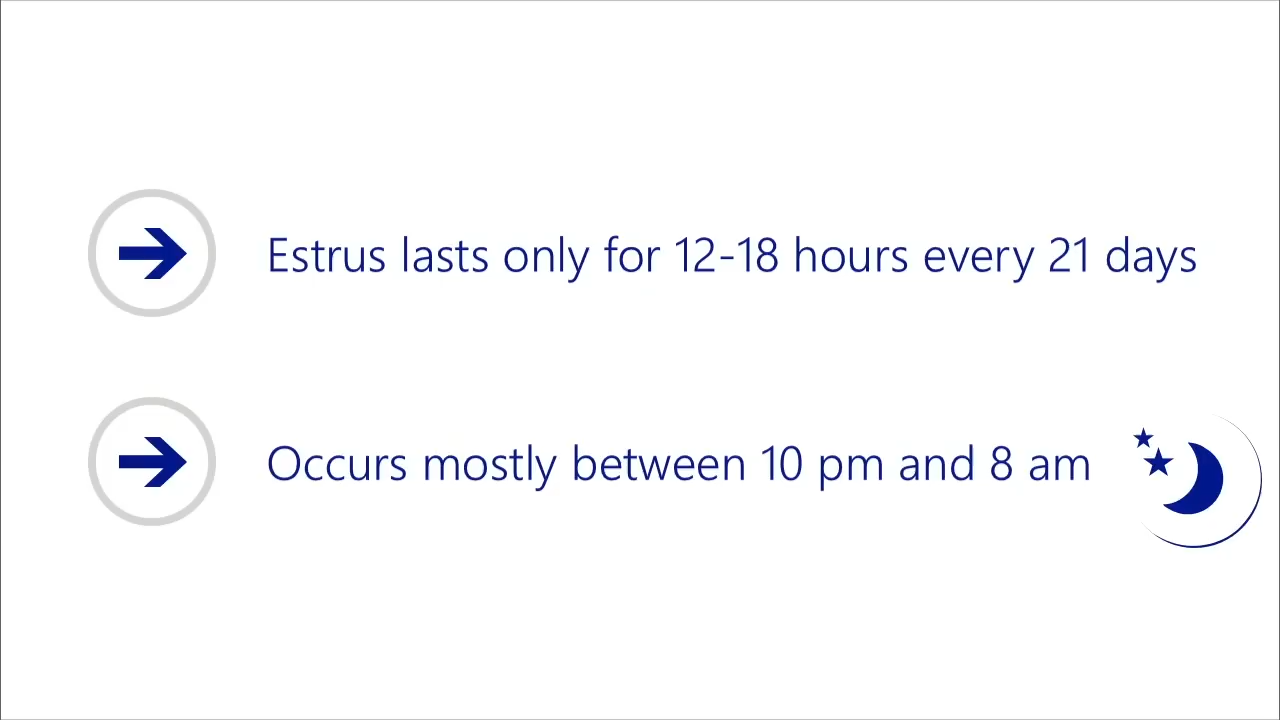 Estrus lasts only for 12-18 hours every 21 days
Occurs mostly between 10 pm and 8 am